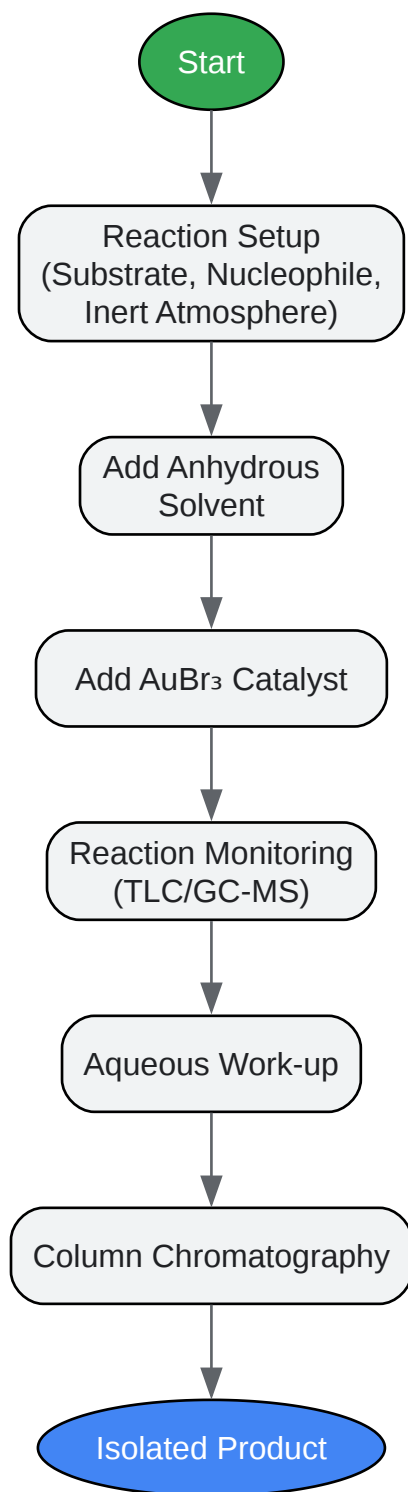 Start
Reaction Setup
(Substrate, Nucleophile,
Inert Atmosphere)
Add Anhydrous
Solvent
Add AuBr₃ Catalyst
Reaction Monitoring
(TLC/GC-MS)
Aqueous Work-up
Column Chromatography
Isolated Product